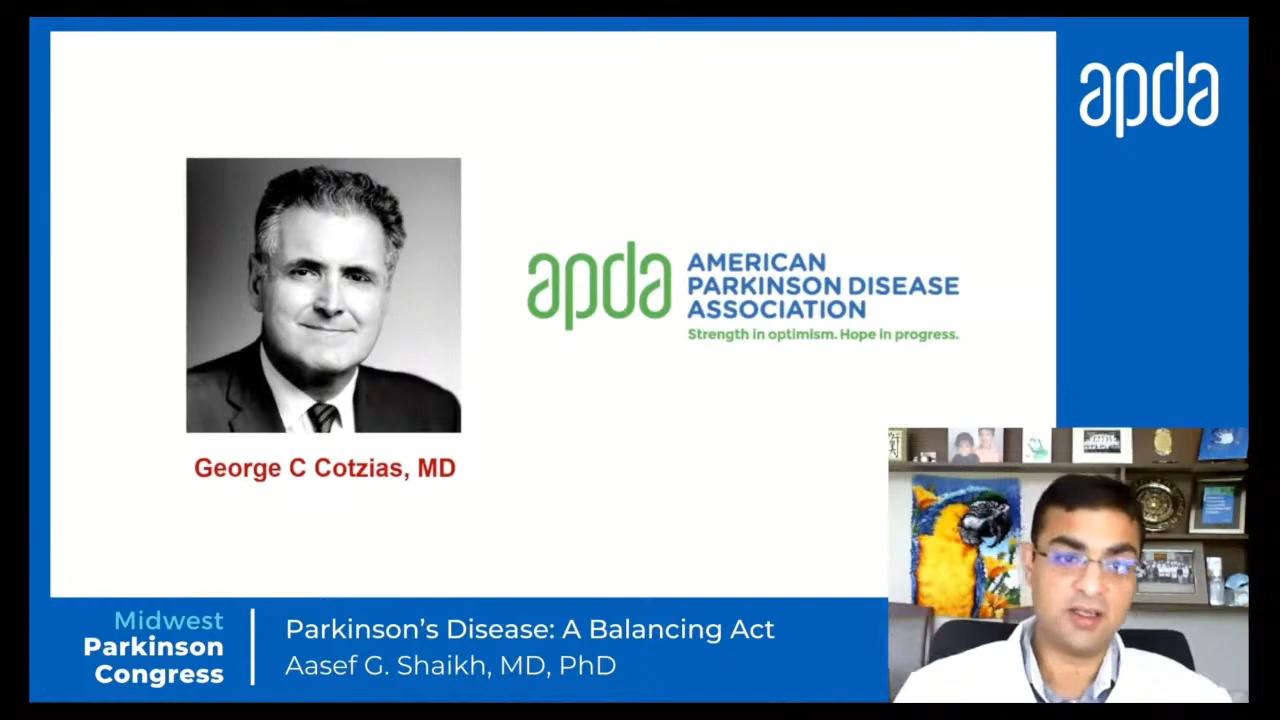 apda
apda
AMERICAN
PARKINSON DISEASE
ASSOCIATION
Strength in optimism. Hope in progress.
George C Cotzias, MD
Midwest
Parkinson
Congress
Parkinson's Disease: A Balancing Act
Aasef G. Shaikh, MD, PhD